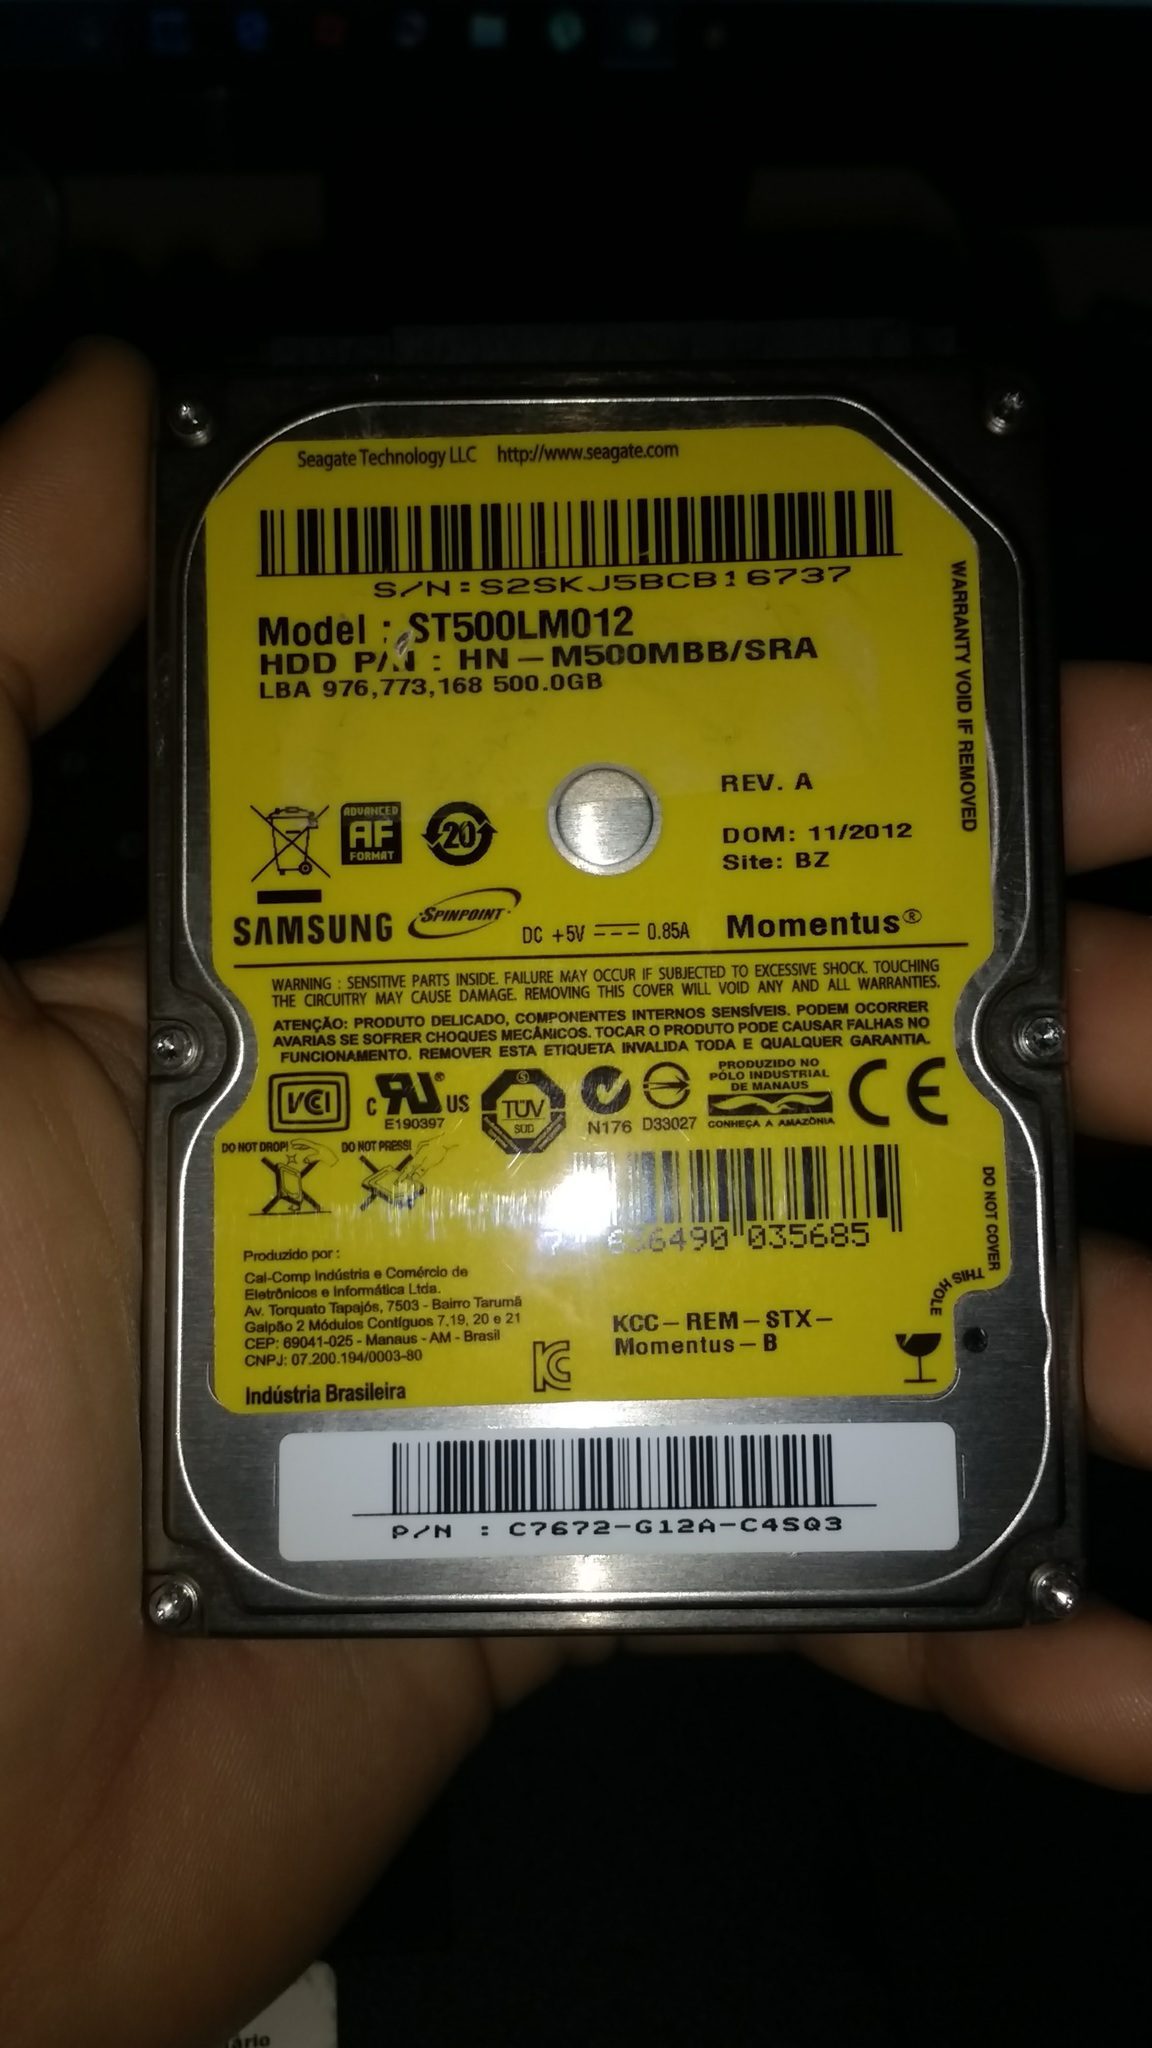 Seagate Technology LLC http://www.seagate.com
S/N:S2SKJ5BCB16737
Model : ST500LM012
HDD P/N : HN-M500MBB/SRA
LBA 976,773,168 500.0GB
WARRANTY VOID IF REMOVED
REV. A
DOM: 11/2012
Site: BZ
ADVANCED
AF
FORMAT
20
SAMSUNG SPINPOINT DC +5V 0.85A Momentus®
WARNING : SENSITIVE PARTS INSIDE. FAILURE MAY OCCUR IF SUBJECTED TO EXCESSIVE SHOCK. TOUCHING
THE CIRCUITRY MAY CAUSE DAMAGE. REMOVING THIS COVER WILL VOID ANY AND ALL WARRANTIES.
ATENÇÃO: PRODUTO DELICADO, COMPONENTES INTERNOS SENSÍVEIS. PODEM OCORRER
AVARIAS SE SOFRER CHOQUES MECÂNICOS. TOCAR O PRODUTO PODE CAUSAR FALHAS NO
FUNCIONAMENTO. REMOVER ESTA ETIQUETA INVALIDA TODA E QUALQUER GARANTIA.
VCCI
C RU® US
E190397
TÜV
SÜD
N176
D33027
PRODUZIDO NO
PÓLO INDUSTRIAL
DE MANAUS
CONHEÇA A AMAZÔNIA
CE
DO NOT DROP! DO NOT PRESS!
636490 035685
DO NOT COVER
THIS HOLE
Produzido por :
Cal-Comp Indústria e Comércio de
Eletrônicos e Informática Ltda.
Av. Torquato Tapajós, 7503 - Bairro Tarumã
Galpão 2 Módulos Contíguos 7,19, 20 e 21
CEP: 69041-025 - Manaus - AM - Brasil
CNPJ: 07.200.194/0003-80
Indústria Brasileira
KC
KCC-REM-STX-
Momentus-B
P/N : C7672-G12A-C4SQ3